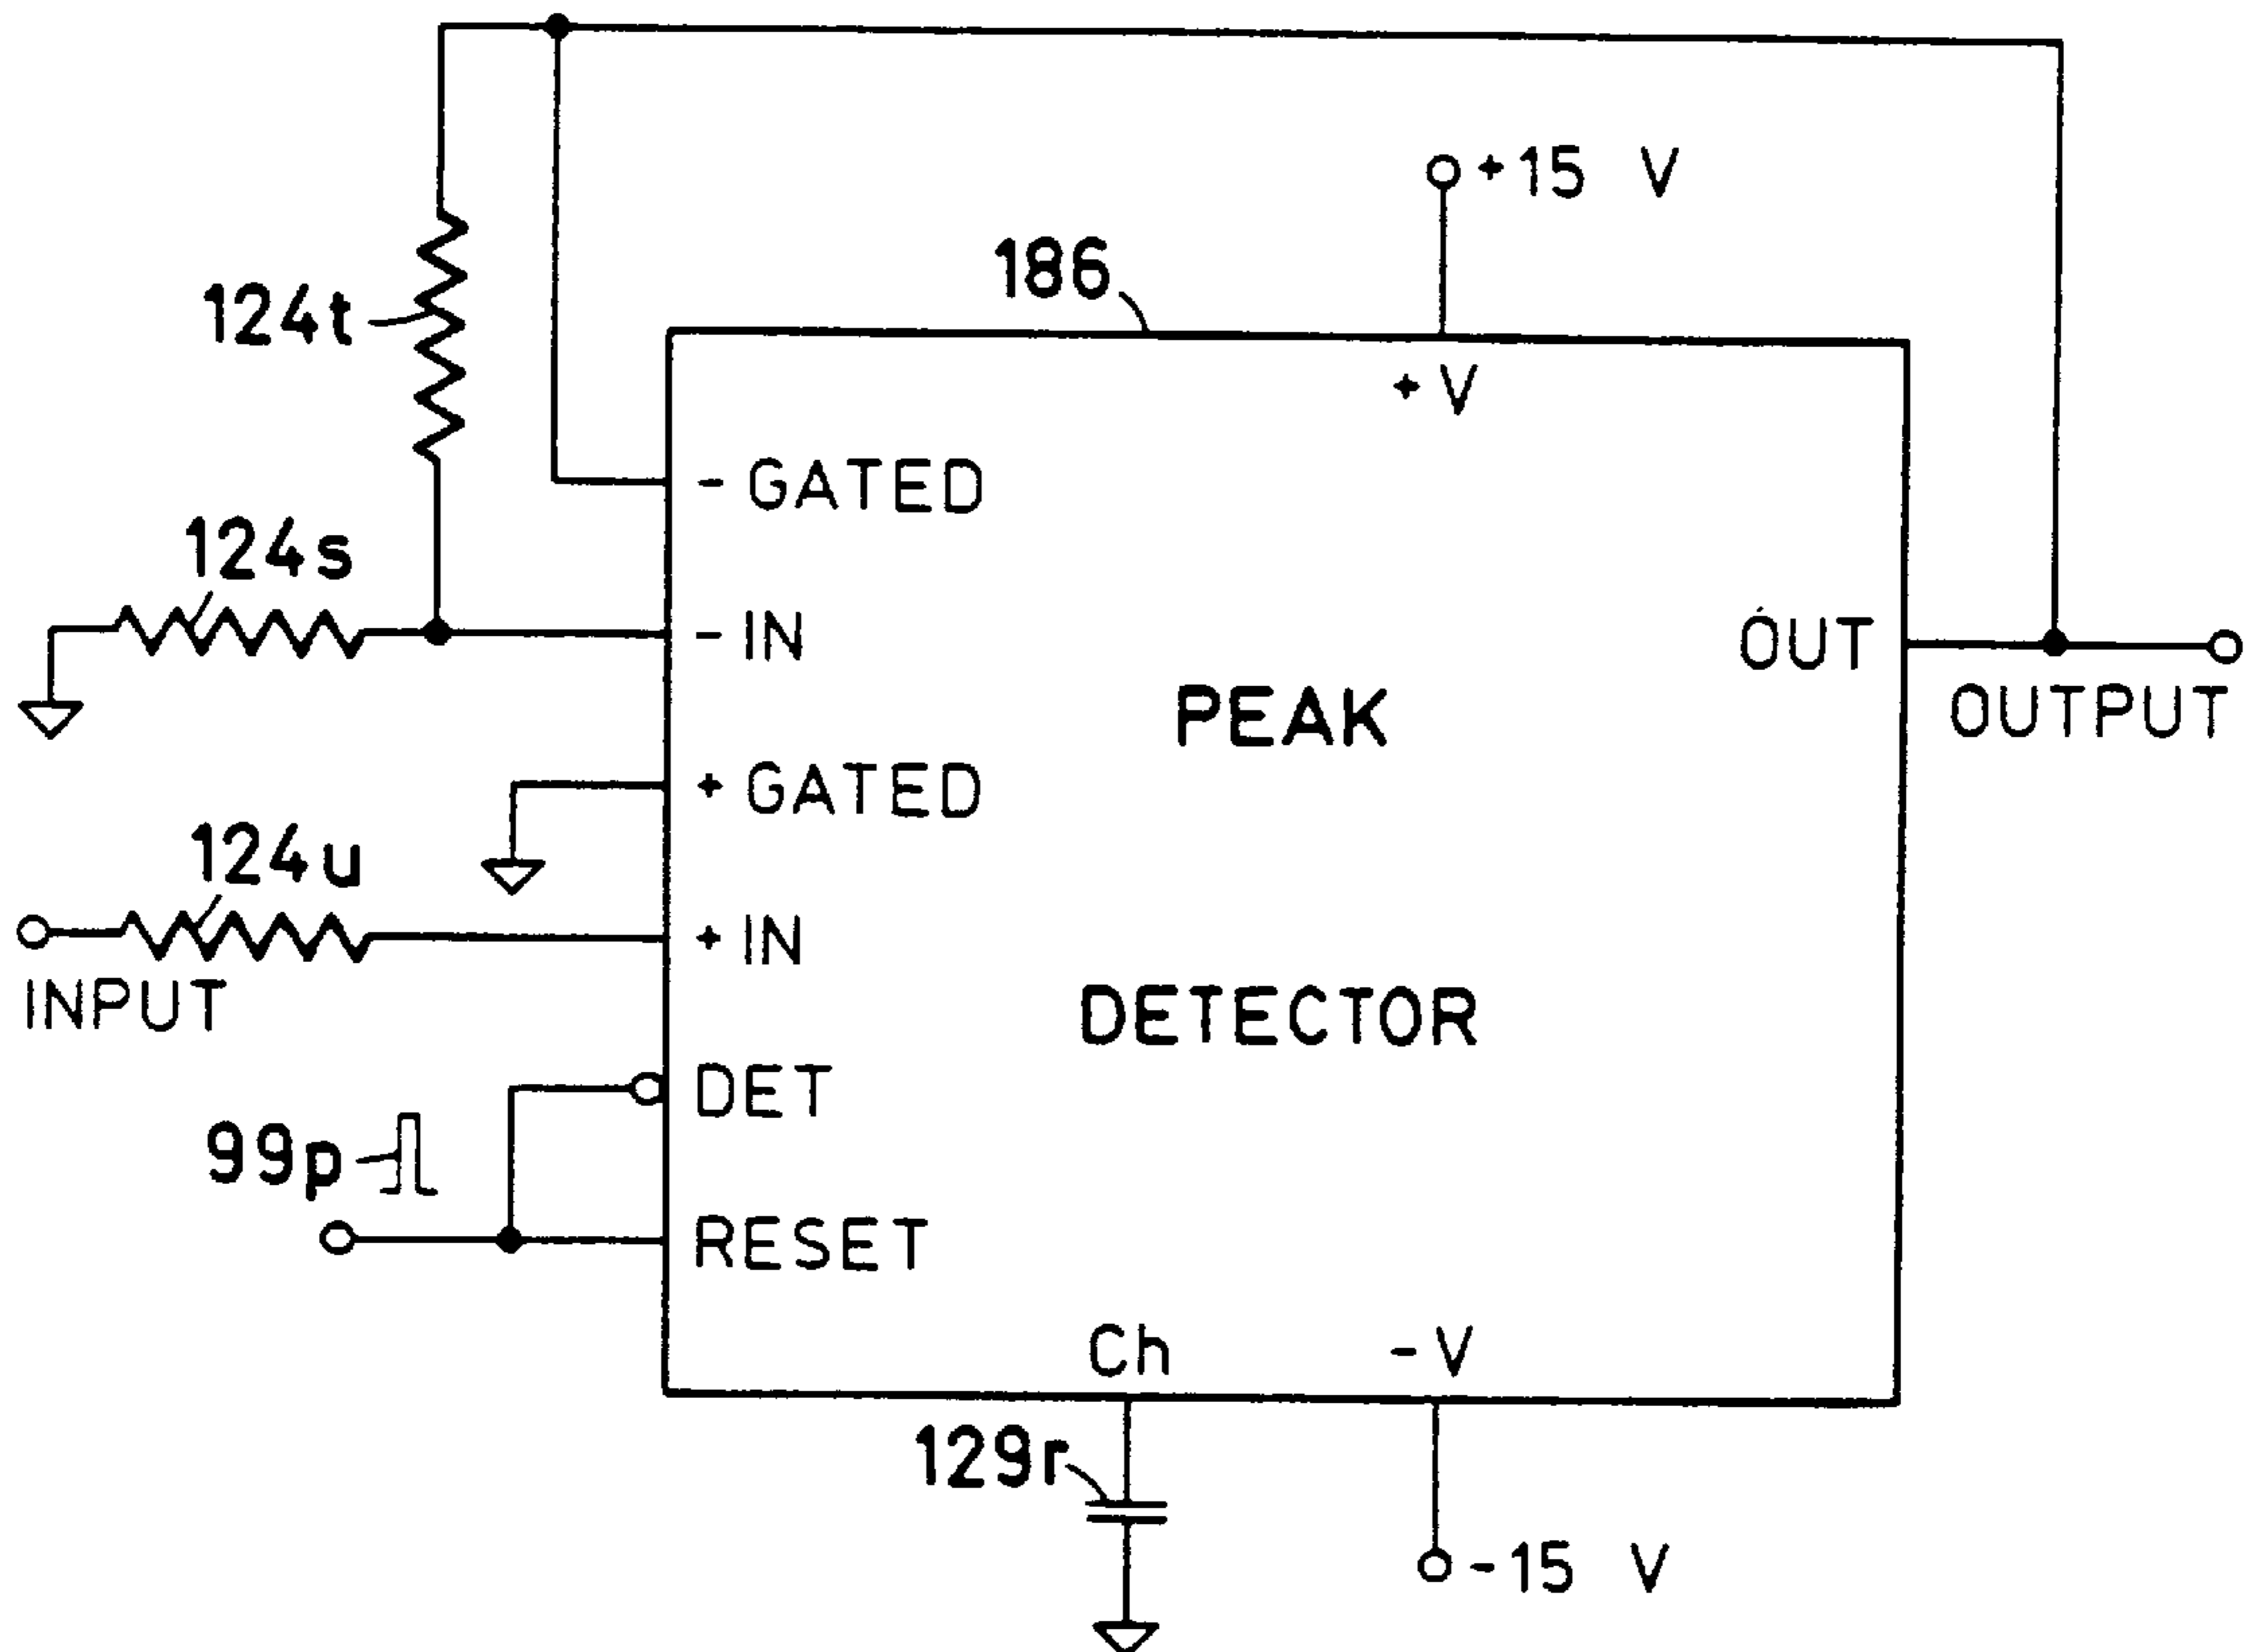 +15 V
186
124t
+V
- GATED
124s
- IN
OUT
PEAK
OUTPUT
+ GATED
124u
+ IN
INPUT
DETECTOR
DET
99p
RESET
Ch
-V
129r
-15 V